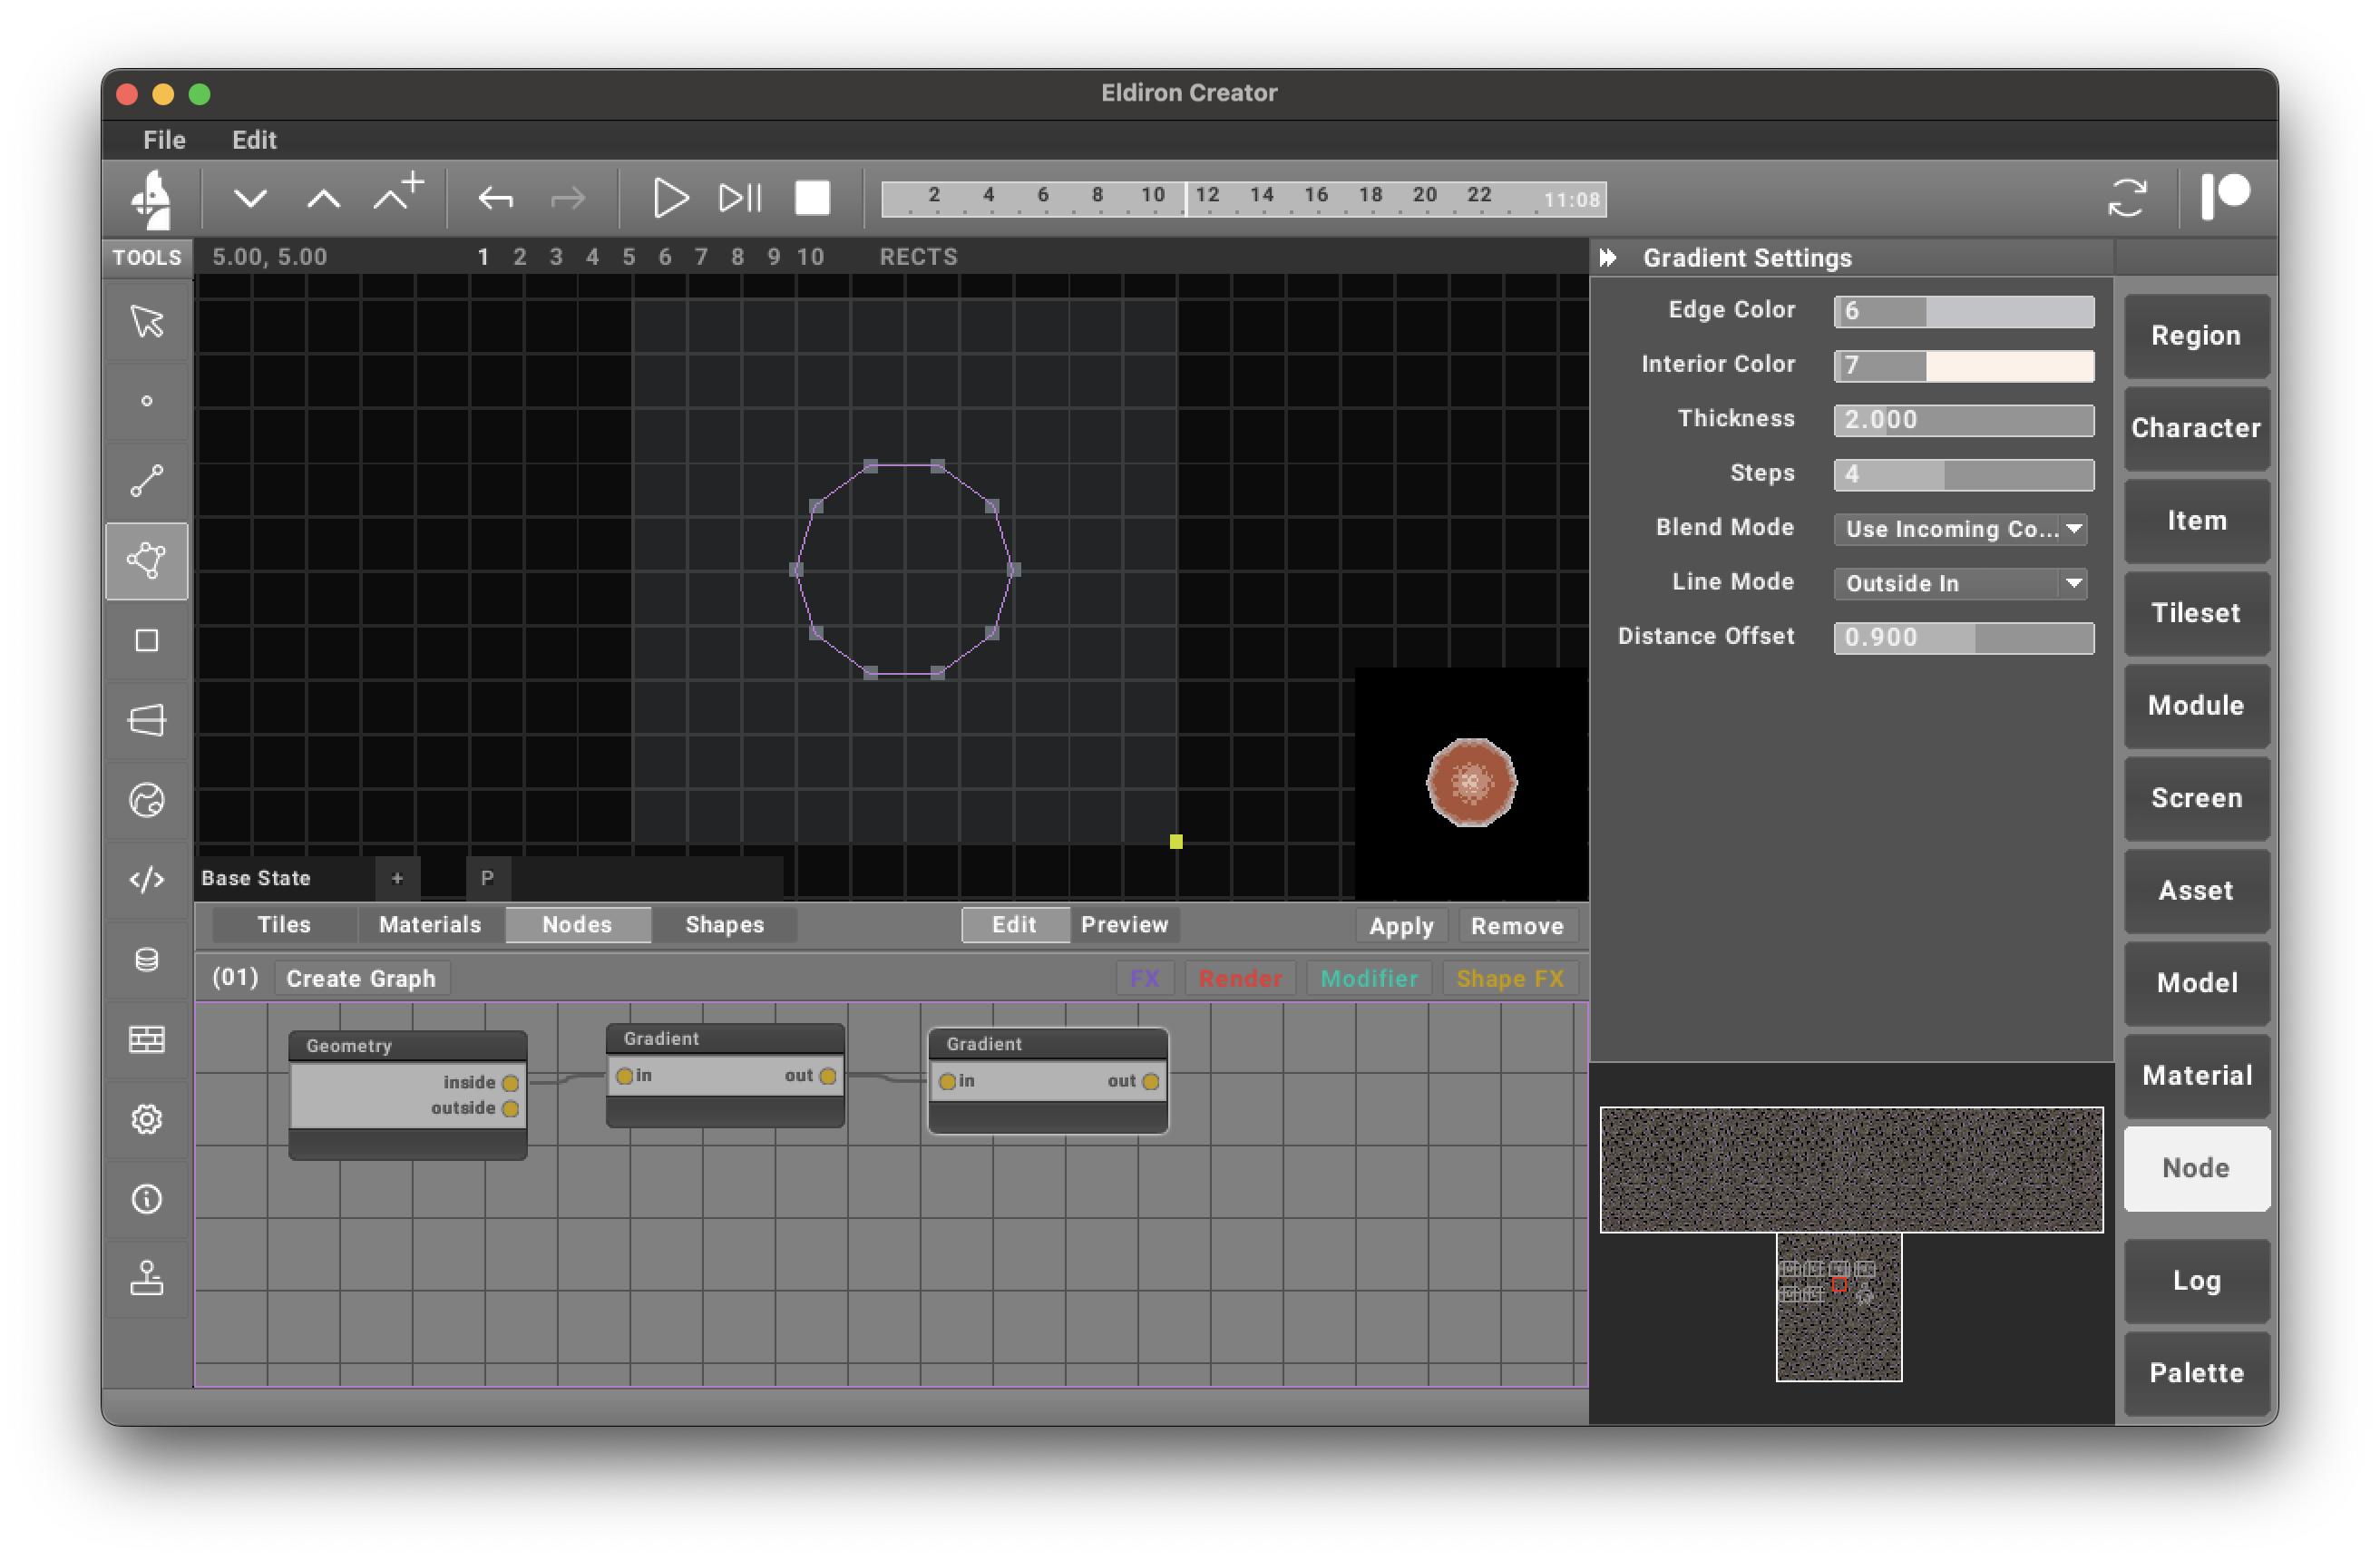 Eldiron Creator
File Edit
2 4 6 8 10 12 14 16 18 20 22 11:08
TOOLS 5.00, 5.00 1 2 3 4 5 6 7 8 9 10 RECTS
Gradient Settings
Edge Color 6
Interior Color 7
Thickness 2.000
Steps 4
Blend Mode Use Incoming Co...
Line Mode Outside In
Distance Offset 0.900
Region
Character
Item
Tileset
Module
Screen
Asset
Model
Material
Node
Log
Palette
Base State + P
Tiles Materials Nodes Shapes Edit Preview Apply Remove
(01) Create Graph FX Render Modifier Shape FX
Geometry
inside
outside
Gradient
in out
Gradient
in out